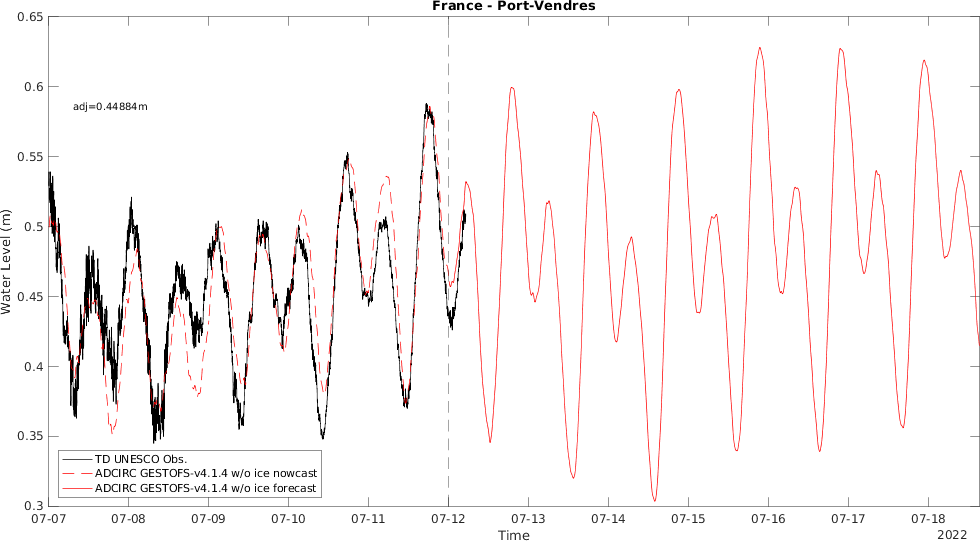 France - Port-Vendres
0.65
0.6
0.55
0.5
0.45
0.4
0.35
0.3
Water Level (m)
adj=0.44884m
TD UNESCO Obs.
ADCIRC GESTOFS-v4.1.4 w/o ice nowcast
ADCIRC GESTOFS-v4.1.4 w/o ice forecast
07-07 07-08 07-09 07-10 07-11 07-12 07-13 07-14 07-15 07-16 07-17 07-18
Time
2022